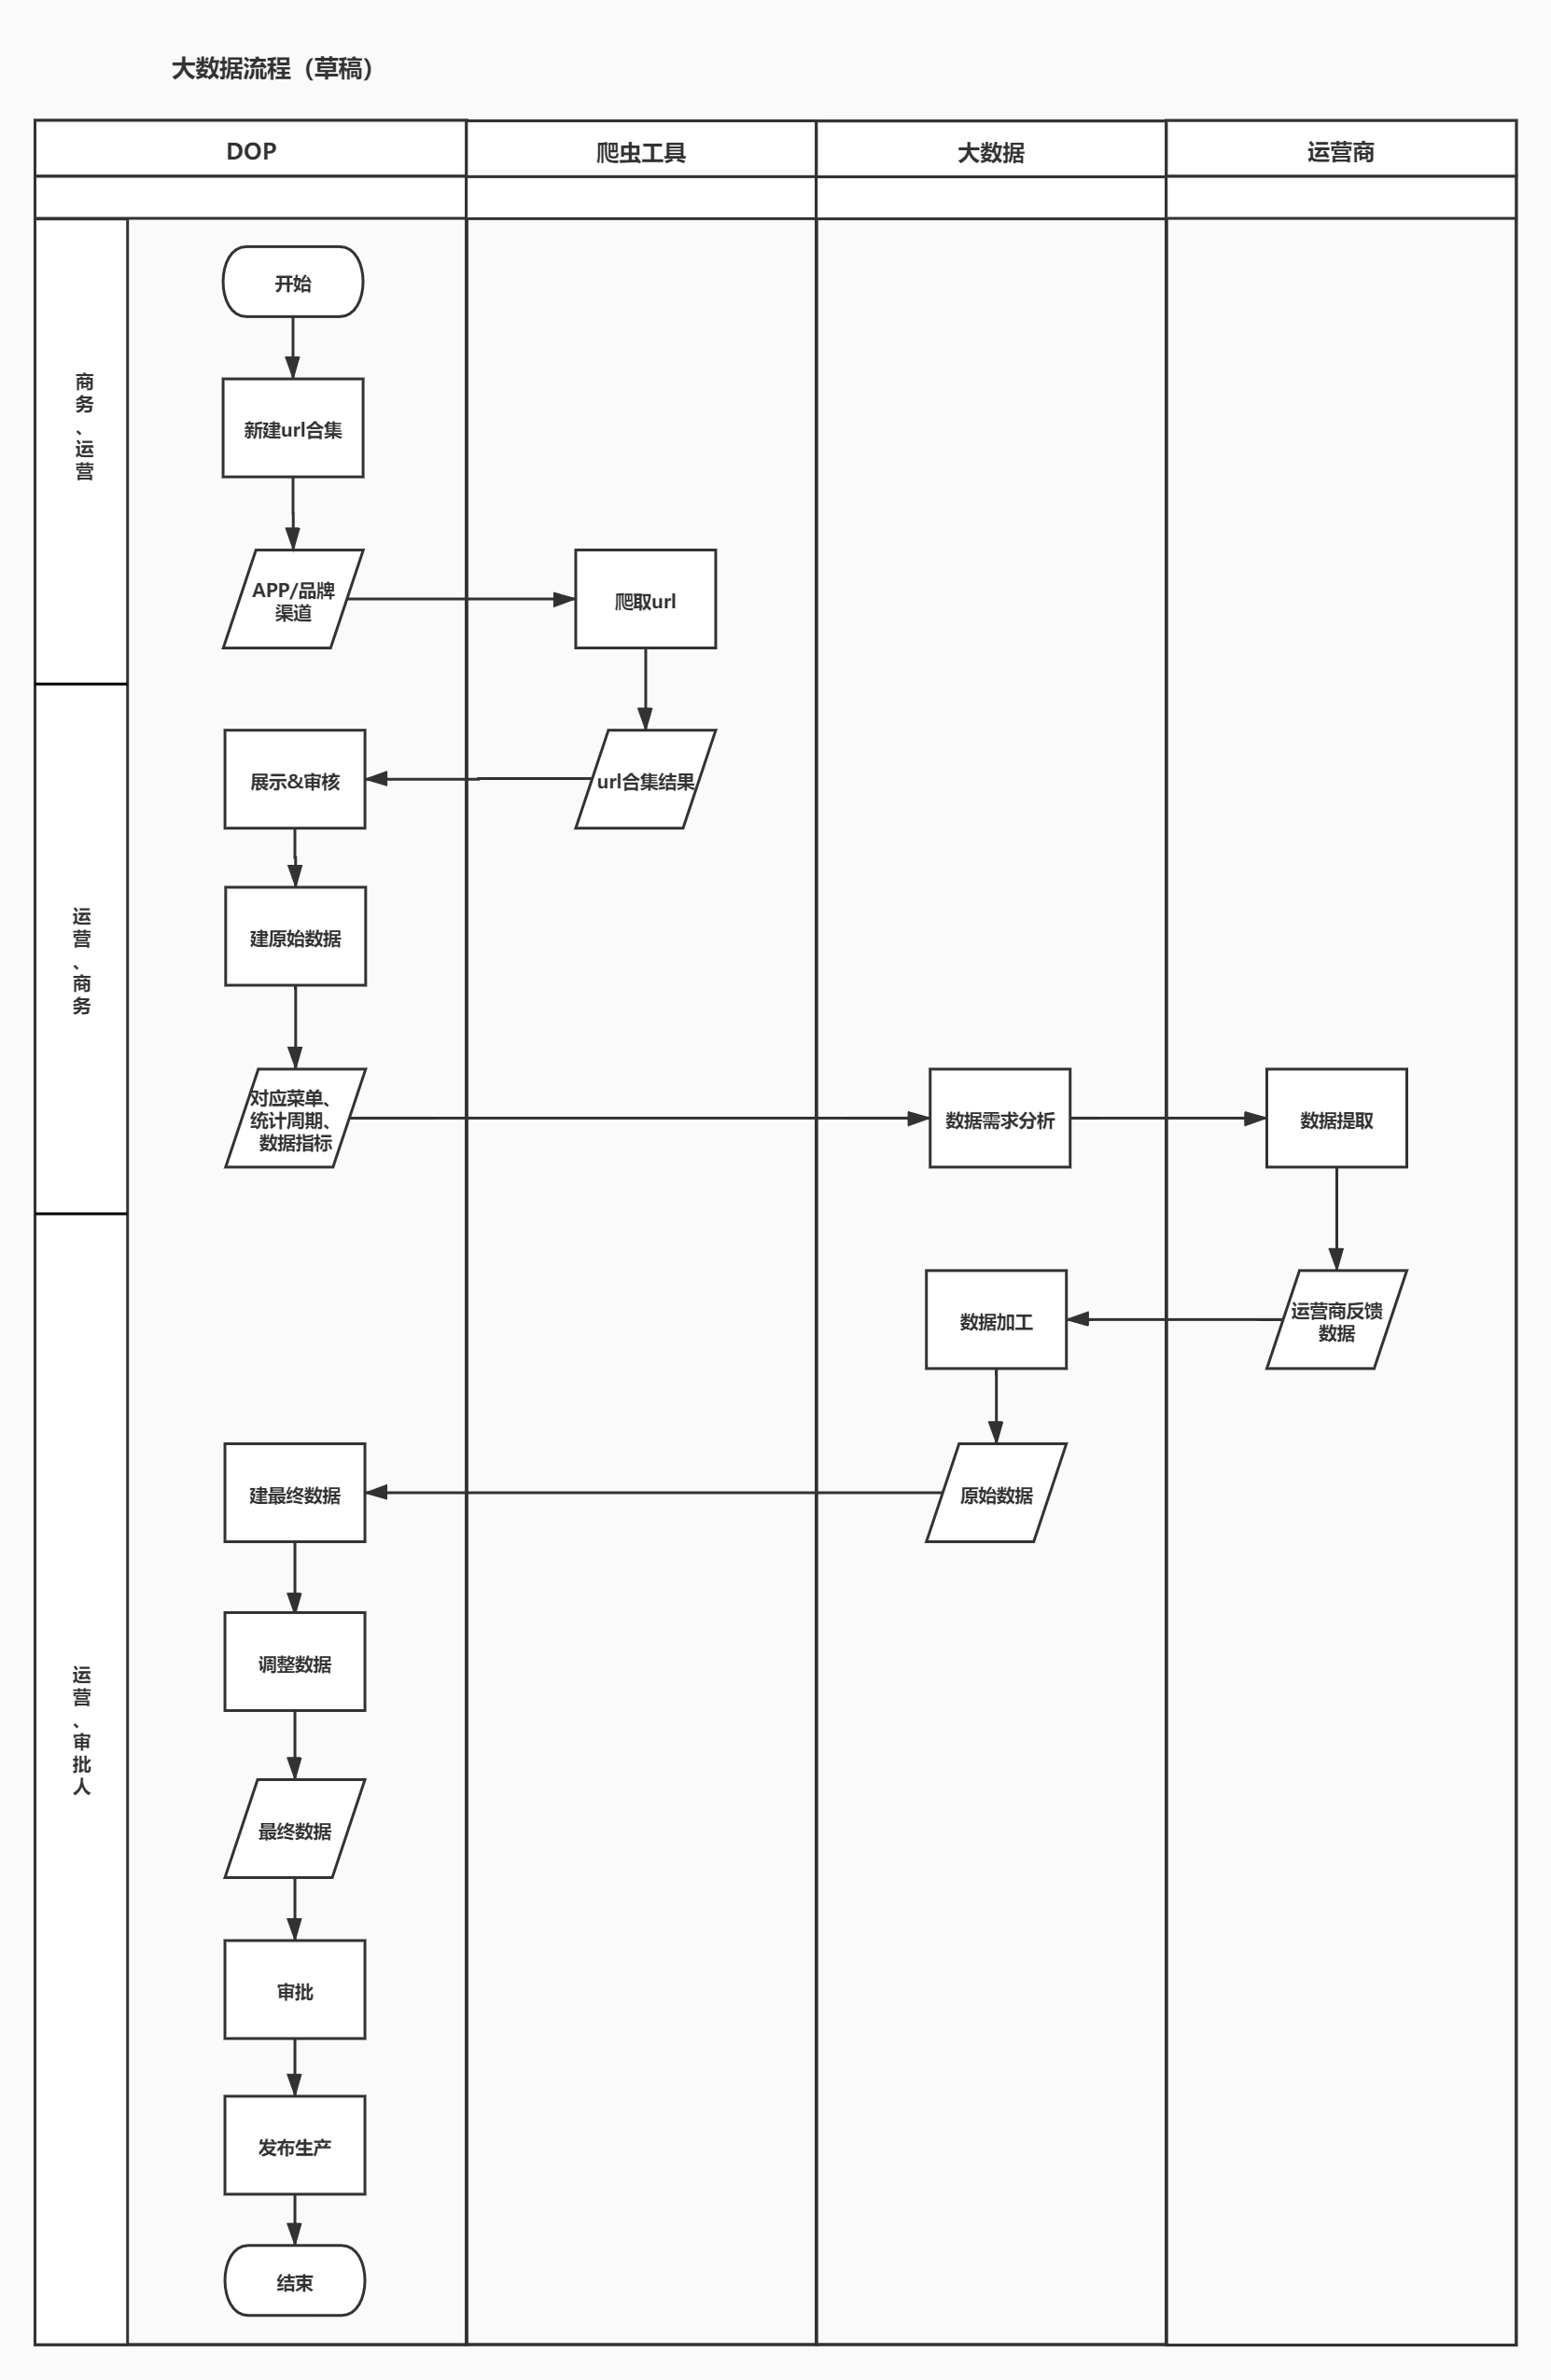 大数据流程（草稿）
DOP
爬虫工具
大数据
运营商
商
务
、
运
营
开始
新建url合集
APP/品牌
渠道
爬取url
运
营
、
商
务
展示&审核
url合集结果
建原始数据
对应菜单、
统计周期、
数据指标
数据需求分析
数据提取
运
营
、
审
批
人
数据加工
运营商反馈
数据
建最终数据
原始数据
调整数据
最终数据
审批
发布生产
结束